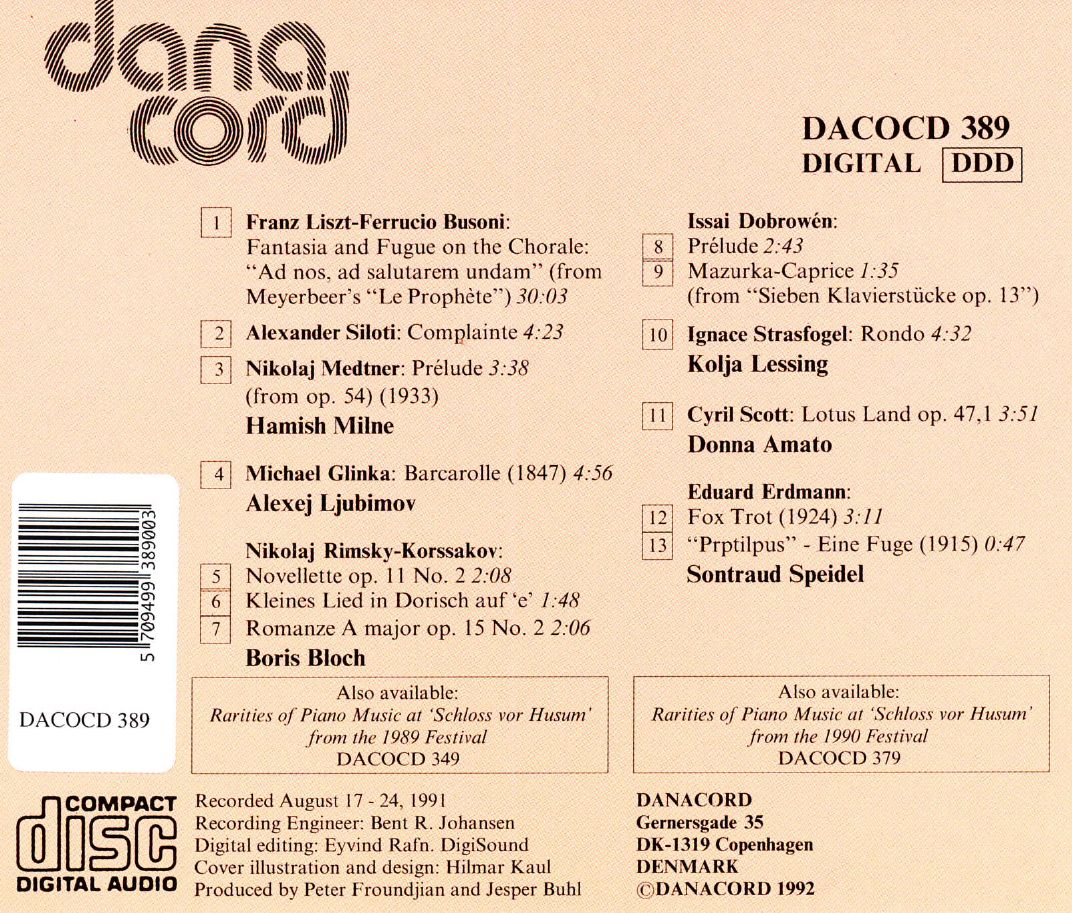 dana
cord
DACOCD 389
DIGITAL DDD
1 Franz Liszt-Ferrucio Busoni:
Fantasia and Fugue on the Chorale:
“Ad nos, ad salutarem undam” (from
Meyerbeer’s “Le Prophète”) 30:03
2 Alexander Siloti: Complainte 4:23
3 Nikolaj Medtner: Prélude 3:38
(from op. 54) (1933)
Hamish Milne
4 Michael Glinka: Barcarolle (1847) 4:56
Alexej Ljubimov
Nikolaj Rimsky-Korssakov:
5 Novellette op. 11 No. 2 2:08
6 Kleines Lied in Dorisch auf ‘e’ 1:48
7 Romanze A major op. 15 No. 2 2:06
Boris Bloch
Issai Dobrowén:
8 Prélude 2:43
9 Mazurka-Caprice 1:35
(from “Sieben Klavierstücke op. 13”)
10 Ignace Strasfogel: Rondo 4:32
Kolja Lessing
11 Cyril Scott: Lotus Land op. 47,1 3:51
Donna Amato
Eduard Erdmann:
12 Fox Trot (1924) 3:11
13 “Prptilpus” - Eine Fuge (1915) 0:47
Sontraud Speidel
5 709499 389003
DACOCD 389
Also available:
Rarities of Piano Music at ‘Schloss vor Husum’
from the 1989 Festival
DACOCD 349
Also available:
Rarities of Piano Music at ‘Schloss vor Husum’
from the 1990 Festival
DACOCD 379
COMPACT
disc
DIGITAL AUDIO
Recorded August 17 - 24, 1991
Recording Engineer: Bent R. Johansen
Digital editing: Eyvind Rafn. DigiSound
Cover illustration and design: Hilmar Kaul
Produced by Peter Froundjian and Jesper Buhl
DANACORD
Gernersgade 35
DK-1319 Copenhagen
DENMARK
©DANACORD 1992